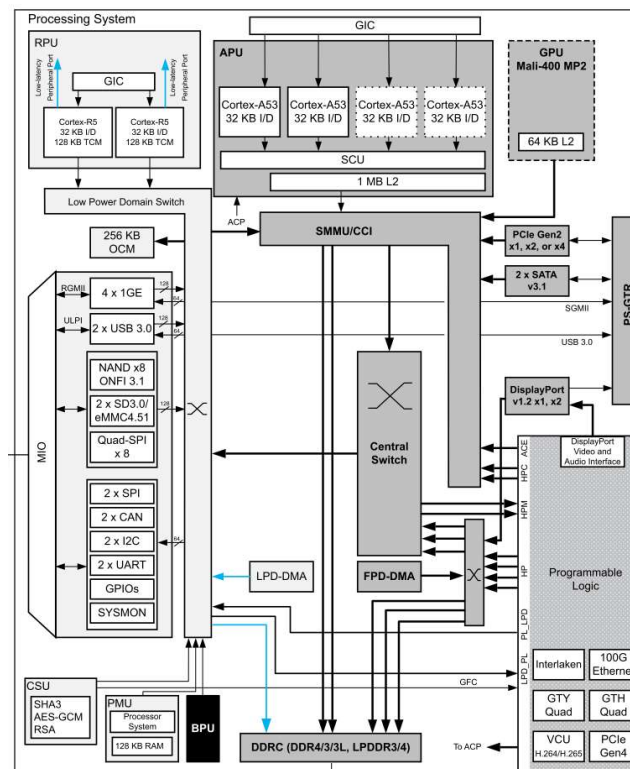 Processing System
RPU
Low-latency
Peripheral Port
Low-latency
Peripheral Port
GIC
Cortex-R5
32 KB I/D
128 KB TCM
Cortex-R5
32 KB I/D
128 KB TCM
GIC
APU
Cortex-A53
32 KB I/D
Cortex-A53
32 KB I/D
Cortex-A53
32 KB I/D
Cortex-A53
32 KB I/D
SCU
1 MB L2
GPU
Mali-400 MP2
64 KB L2
Low Power Domain Switch
ACP
256 KB
OCM
SMMU/CCI
PCIe Gen2
x1, x2, or x4
2 x SATA
v3.1
PS-GTR
SGMII
USB 3.0
MIO
RGMII
4 x 1GE
128
64
ULPI
2 x USB 3.0
128
64
NAND x8
ONFI 3.1
2 x SD3.0/
eMMC4.51
128
Quad-SPI
x 8
2 x SPI
2 x CAN
2 x I2C
64
2 x UART
GPIOs
SYSMON
Central
Switch
DisplayPort
v1.2 x1, x2
DisplayPort
Video and
Audio Interface
ACE
HPC
HPM
HP
PL_LPD
LPD_PL
LPD-DMA
FPD-DMA
Programmable
Logic
GFC
CSU
SHA3
AES-GCM
RSA
PMU
Processor
System
128 KB RAM
BPU
DDRC (DDR4/3/3L, LPDDR3/4)
To ACP
Interlaken
100G
Etherne
GTY
Quad
GTH
Quad
VCU
H.264/H.265
PCIe
Gen4